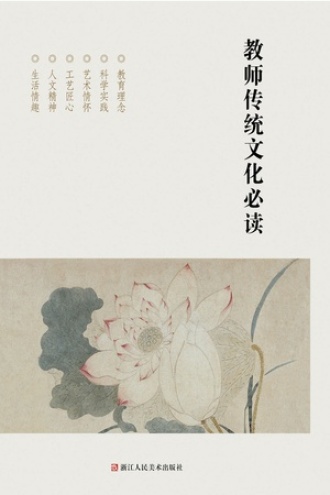 教师传统文化必读
教育理念
科学实践
艺术情怀
工艺匠心
人文精神
生活情趣
浙江人民美术出版社